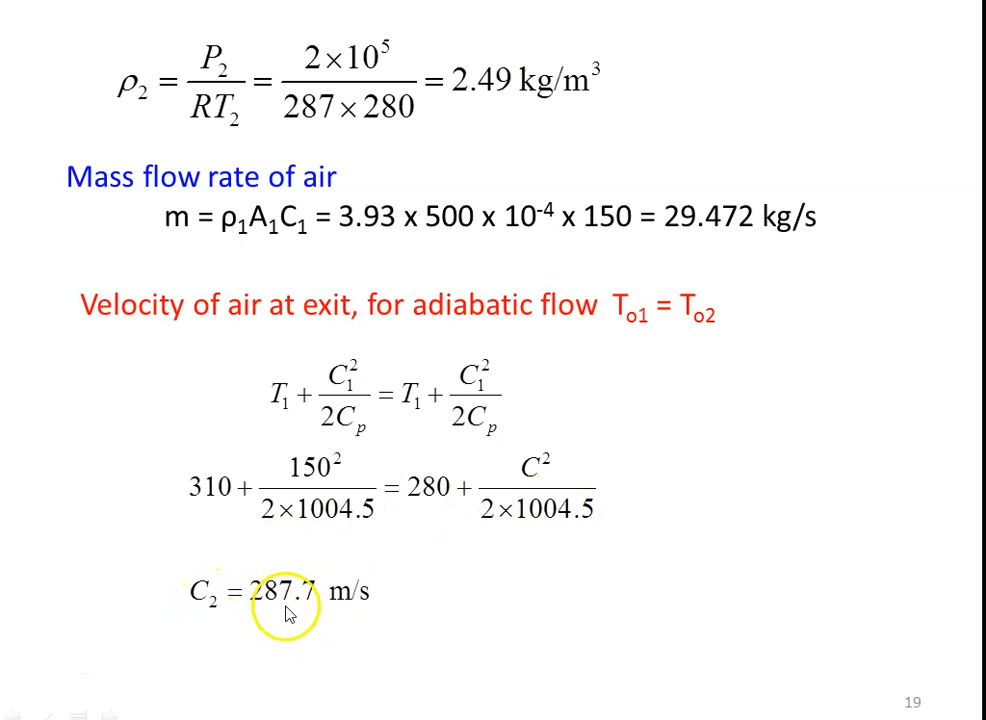 ρ₂ = P₂/RT₂ = 2×10⁵/287×280 = 2.49 kg/m³
Mass flow rate of air
m = ρ₁A₁C₁ = 3.93 x 500 x 10⁻⁴ x 150 = 29.472 kg/s
Velocity of air at exit, for adiabatic flow Tₒ₁ = Tₒ₂
T₁ + C₁²/2Cₚ = T₁ + C₁²/2Cₚ
310 + 150²/2×1004.5 = 280 + C²/2×1004.5
C₂ = 287.7 m/s
19